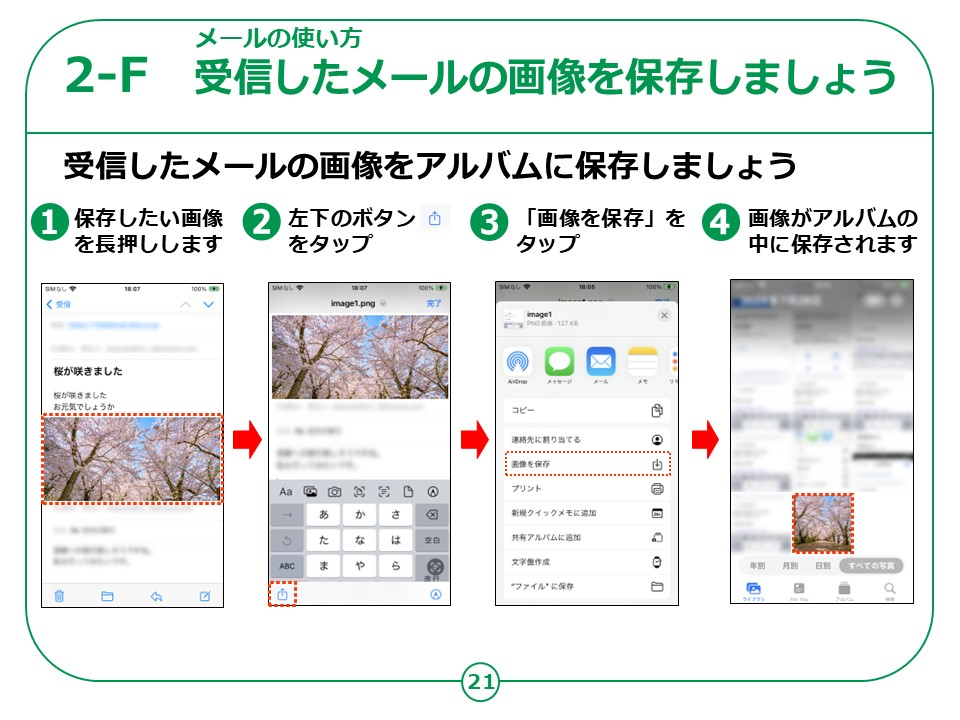 メールの使い方
2-F 受信したメールの画像を保存しましょう
受信したメールの画像をアルバムに保存しましょう
1 保存したい画像
を長押しします
2 左下のボタン
をタップ
3 「画像を保存」を
タップ
4 画像がアルバムの
中に保存されます
SIMなし 18:07 100%
受信
桜が咲きました
桜が咲きました
お元気でしょうか
SIMなし 18:07 100%
image1.png 完了
Aa
→ あ か さ
た な は 空白
ABC ま や ら 改行
SIMなし 18:05 100%
image1
PNG画像・127 KB
AirDrop メッセージ メール メモ リマ
コピー
連絡先に割り当てる
画像を保存
プリント
新規クイックメモに追加
共有アルバムに追加
文字盤作成
"ファイル"に保存
年別 月別 日別 すべての写真
ライブラリ For You アルバム 検索
21